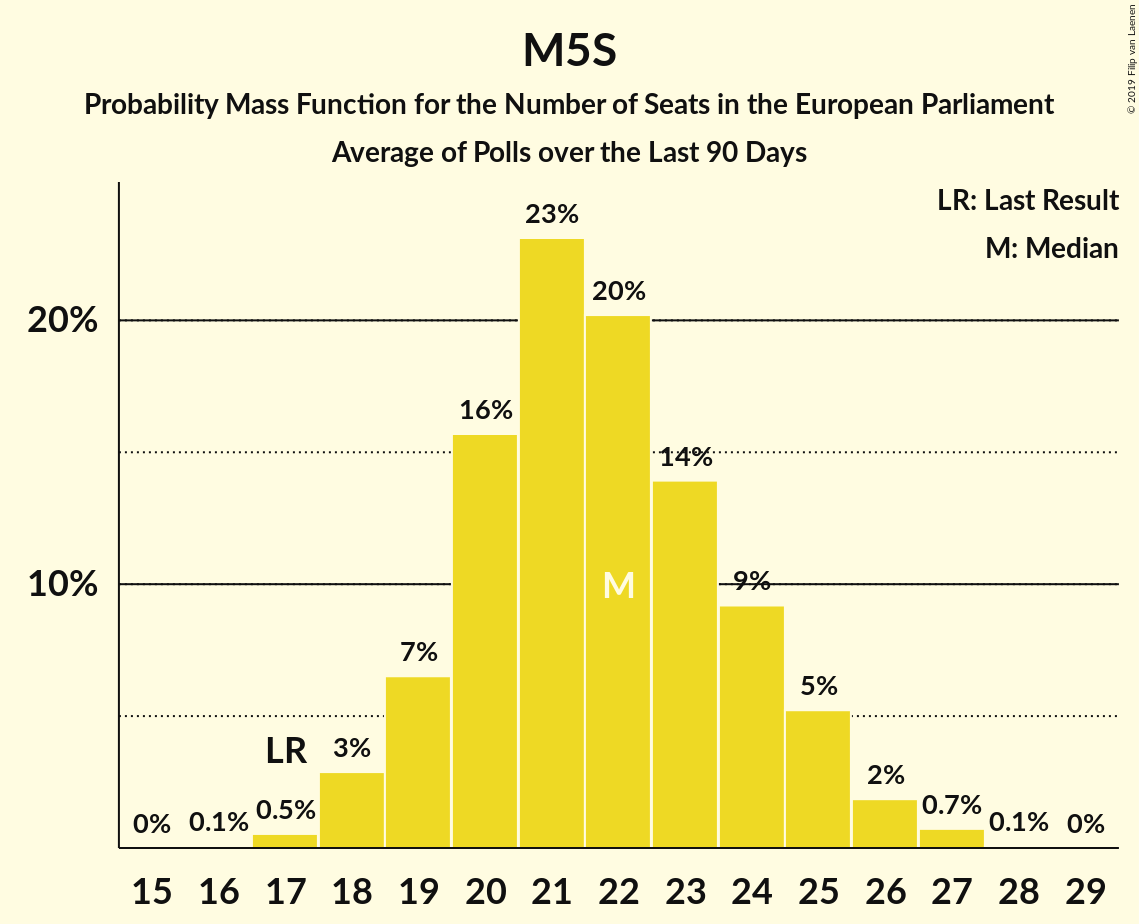 M5S
Probability Mass Function for the Number of Seats in the European Parliament
Average of Polls over the Last 90 Days
© 2019 Filip van Laenen
LR: Last Result
M: Median
23%
20%
20%
16%
14%
10%
9%
M
7%
5%
LR
3%
2%
0%
0.1%
0.5%
0.7%
0.1%
0%
15 16 17 18 19 20 21 22 23 24 25 26 27 28 29